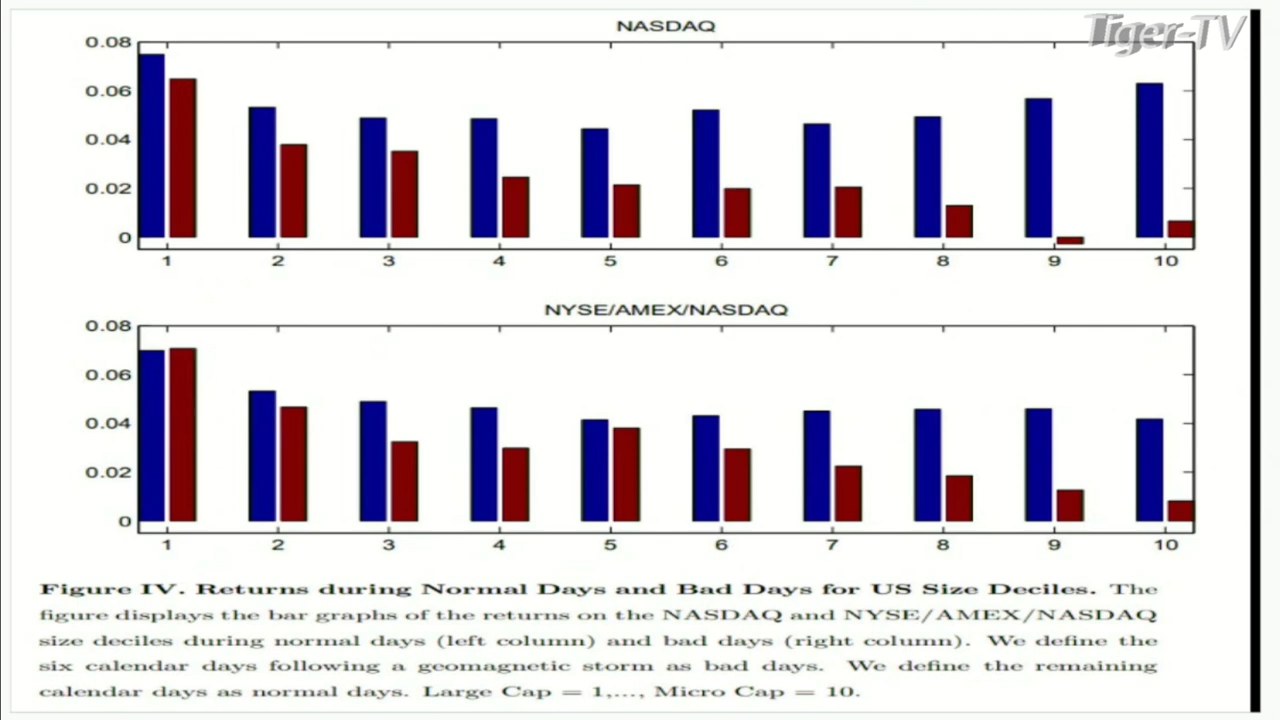 Tiger-TV
NASDAQ
0.08
0.06
0.04
0.02
0
1 2 3 4 5 6 7 8 9 10
NYSE/AMEX/NASDAQ
0.08
0.06
0.04
0.02
0
1 2 3 4 5 6 7 8 9 10
Figure IV. Returns during Normal Days and Bad Days for US Size Deciles. The
figure displays the bar graphs of the returns on the NASDAQ and NYSE/AMEX/NASDAQ
size deciles during normal days (left column) and bad days (right column). We define the
six calendar days following a geomagnetic storm as bad days. We define the remaining
calendar days as normal days. Large Cap = 1,..., Micro Cap = 10.